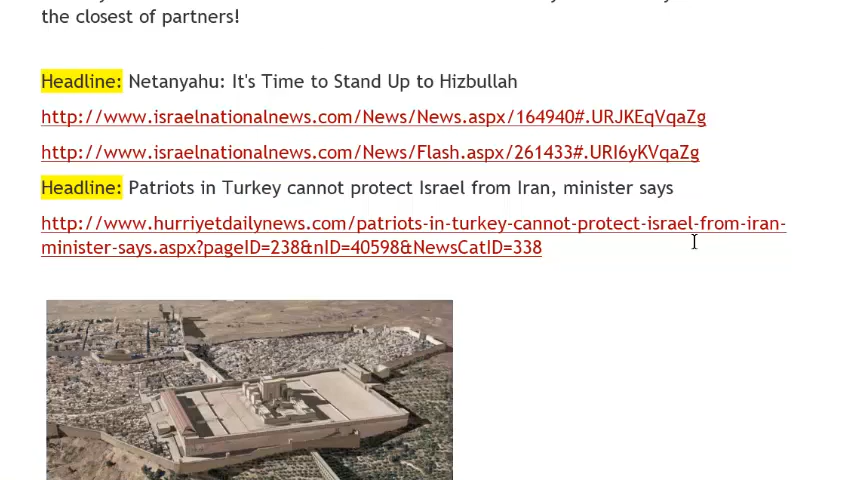 the closest of partners!
Headline: Netanyahu: It's Time to Stand Up to Hizbullah
http://www.israelnationalnews.com/News/News.aspx/164940#.URJKEqVqaZg
http://www.israelnationalnews.com/News/Flash.aspx/261433#.URI6yKVqaZg
Headline: Patriots in Turkey cannot protect Israel from Iran, minister says
http://www.hurriyetdailynews.com/patriots-in-turkey-cannot-protect-israel-from-iran-
minister-says.aspx?pageID=238&nID=40598&NewsCatID=338